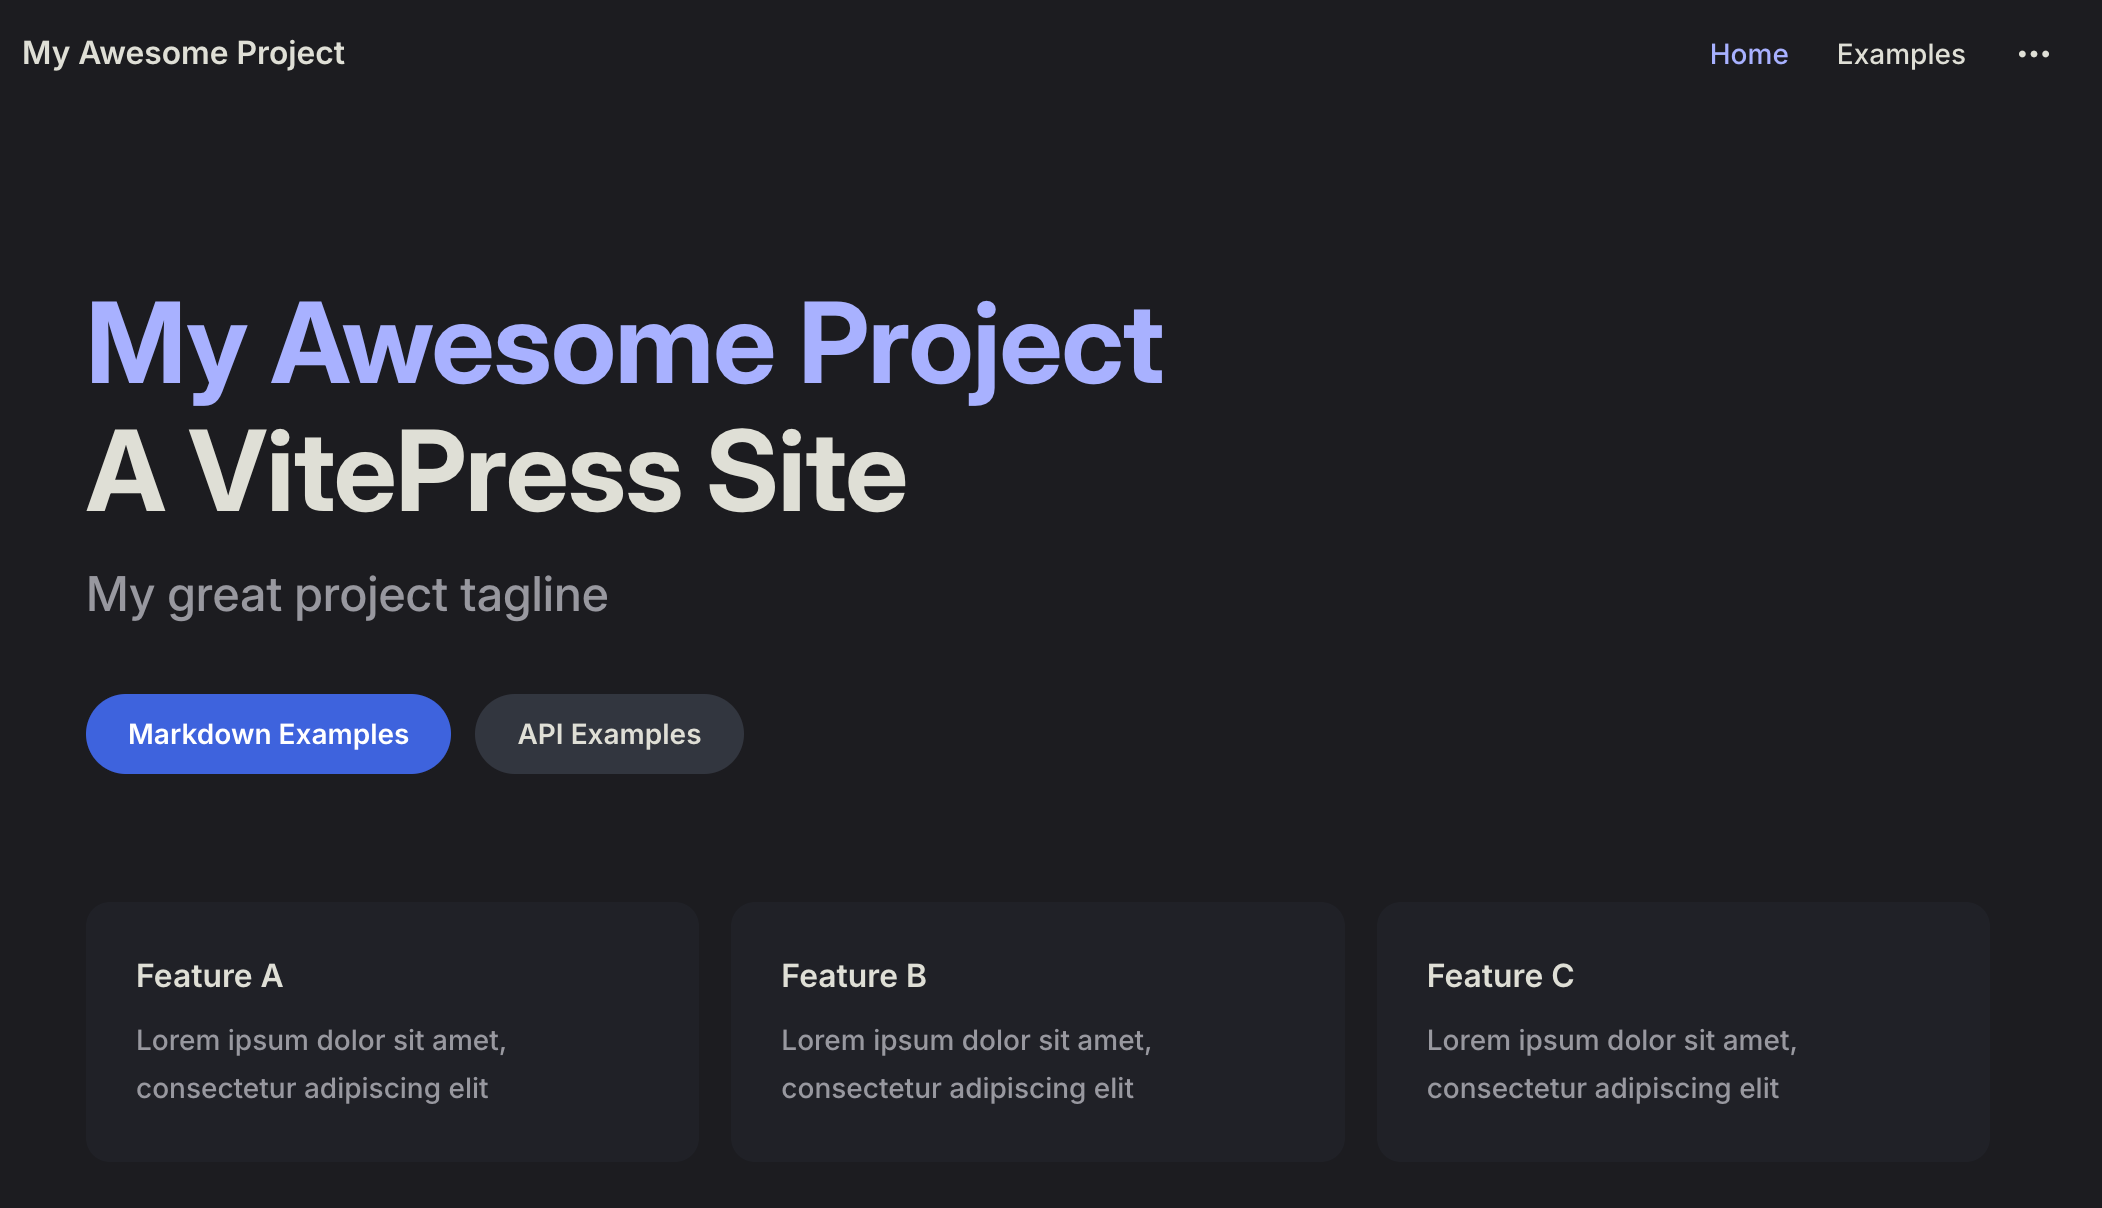 My Awesome Project
Home Examples •••
My Awesome Project
A VitePress Site
My great project tagline
Markdown Examples API Examples
Feature A
Lorem ipsum dolor sit amet,
consectetur adipiscing elit
Feature B
Lorem ipsum dolor sit amet,
consectetur adipiscing elit
Feature C
Lorem ipsum dolor sit amet,
consectetur adipiscing elit